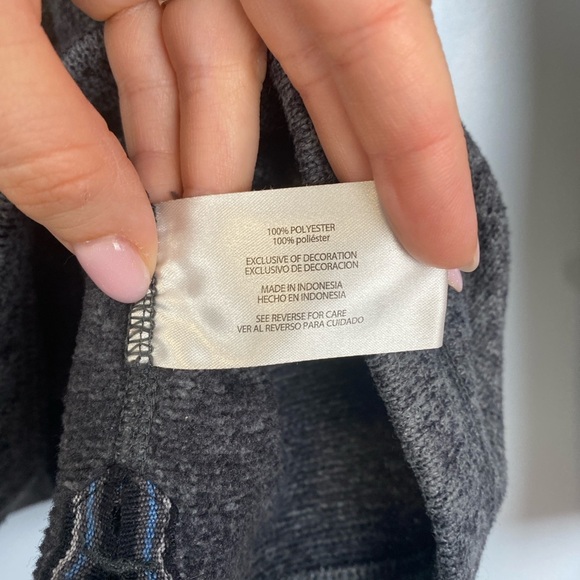 100% POLYESTER
100% poliéster
EXCLUSIVE OF DECORATION
EXCLUSIVO DE DECORACION
MADE IN INDONESIA
HECHO EN INDONESIA
SEE REVERSE FOR CARE
VER AL REVERSO PARA CUIDADO